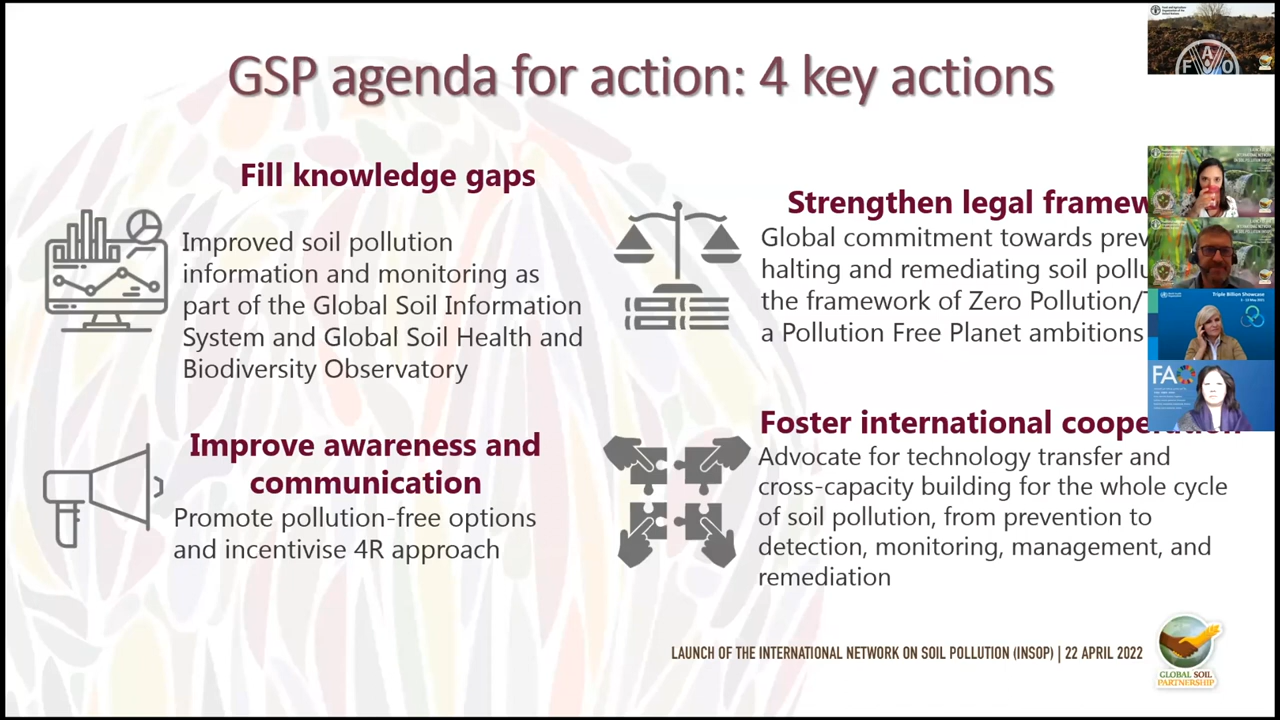 GSP agenda for action: 4 key actions
Fill knowledge gaps
Improved soil pollution
information and monitoring as
part of the Global Soil Information
System and Global Soil Health and
Biodiversity Observatory
Improve awareness and
communication
Promote pollution-free options
and incentivise 4R approach
Strengthen legal framew
Global commitment towards prev
halting and remediating soil pollu
the framework of Zero Pollution/
a Pollution Free Planet ambitions
Foster international coope
Advocate for technology transfer and
cross-capacity building for the whole cycle
of soil pollution, from prevention to
detection, monitoring, management, and
remediation
LAUNCH OF THE INTERNATIONAL NETWORK ON SOIL POLLUTION (INSOP) | 22 APRIL 2022
GLOBAL SOIL
PARTNERSHIP
FAO
Triple Billion Showcase
FAO